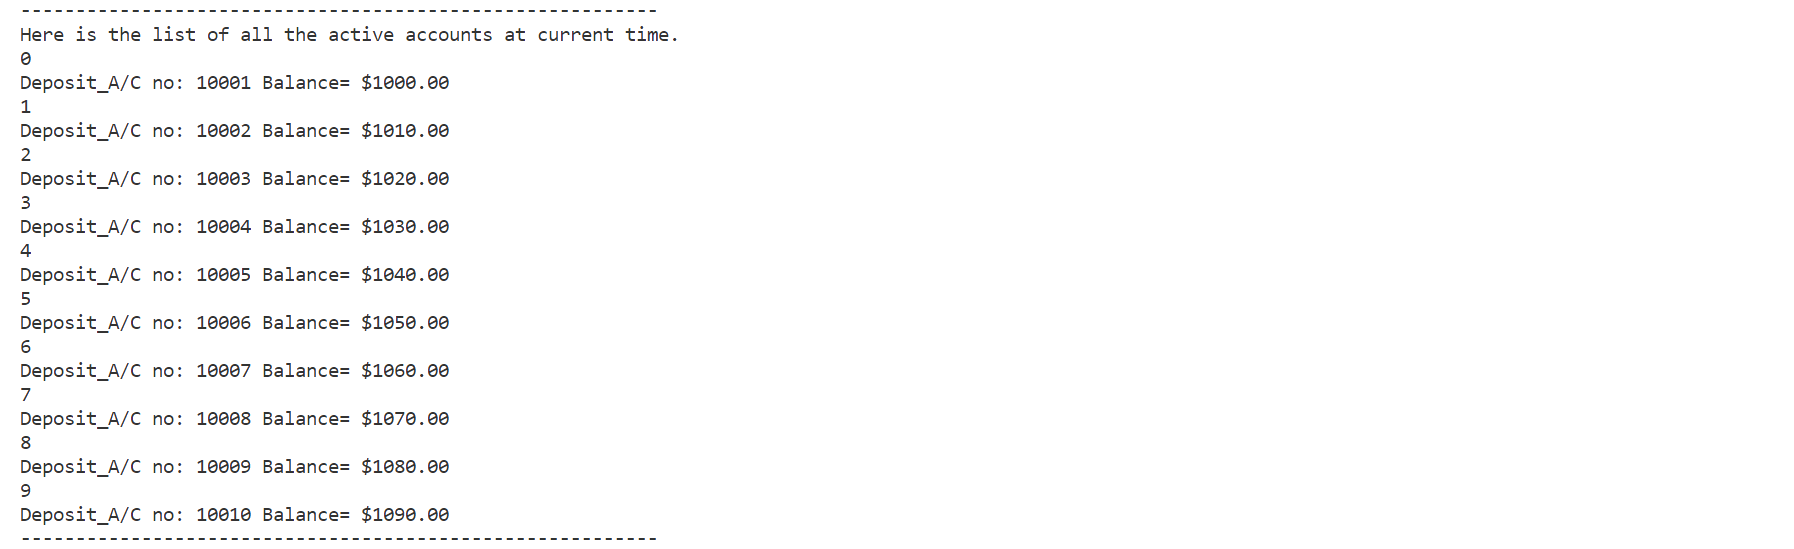 ----------------------------------------------------------
Here is the list of all the active accounts at current time.
0
Deposit_A/C no: 10001 Balance= $1000.00
1
Deposit_A/C no: 10002 Balance= $1010.00
2
Deposit_A/C no: 10003 Balance= $1020.00
3
Deposit_A/C no: 10004 Balance= $1030.00
4
Deposit_A/C no: 10005 Balance= $1040.00
5
Deposit_A/C no: 10006 Balance= $1050.00
6
Deposit_A/C no: 10007 Balance= $1060.00
7
Deposit_A/C no: 10008 Balance= $1070.00
8
Deposit_A/C no: 10009 Balance= $1080.00
9
Deposit_A/C no: 10010 Balance= $1090.00
----------------------------------------------------------